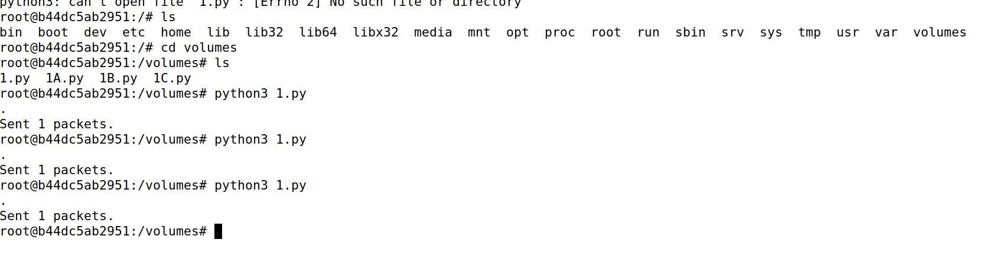 python3: can't open file '1.py': [Errno 2] No such file or directory
root@b44dc5ab2951:/# ls
bin  boot  dev  etc  home  lib  lib32  lib64  libx32  media  mnt  opt  proc  root  run  sbin  srv  sys  tmp  usr  var  volumes
root@b44dc5ab2951:/# cd volumes
root@b44dc5ab2951:/volumes# ls
1.py  1A.py  1B.py  1C.py
root@b44dc5ab2951:/volumes# python3 1.py
.
Sent 1 packets.
root@b44dc5ab2951:/volumes# python3 1.py
.
Sent 1 packets.
root@b44dc5ab2951:/volumes# python3 1.py
.
Sent 1 packets.
root@b44dc5ab2951:/volumes#